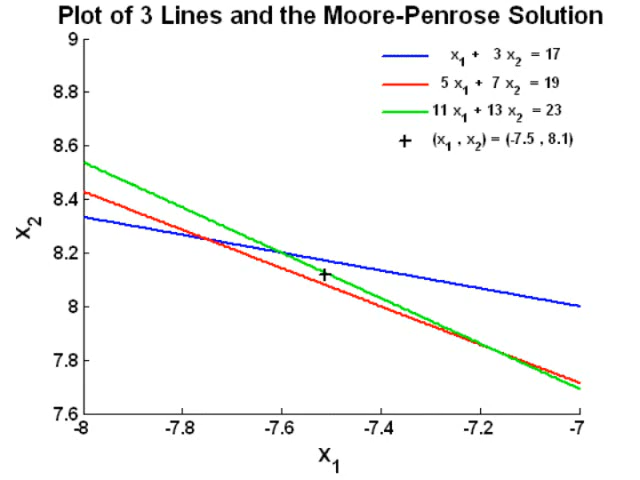 Plot of 3 Lines and the Moore-Penrose Solution
x₁ + 3 x₂ = 17
5 x₁ + 7 x₂ = 19
11 x₁ + 13 x₂ = 23
(x₁ , x₂) = (-7.5 , 8.1)
9
8.8
8.6
8.4
8.2
8
7.8
7.6
x₂
-8 -7.8 -7.6 -7.4 -7.2 -7
x₁